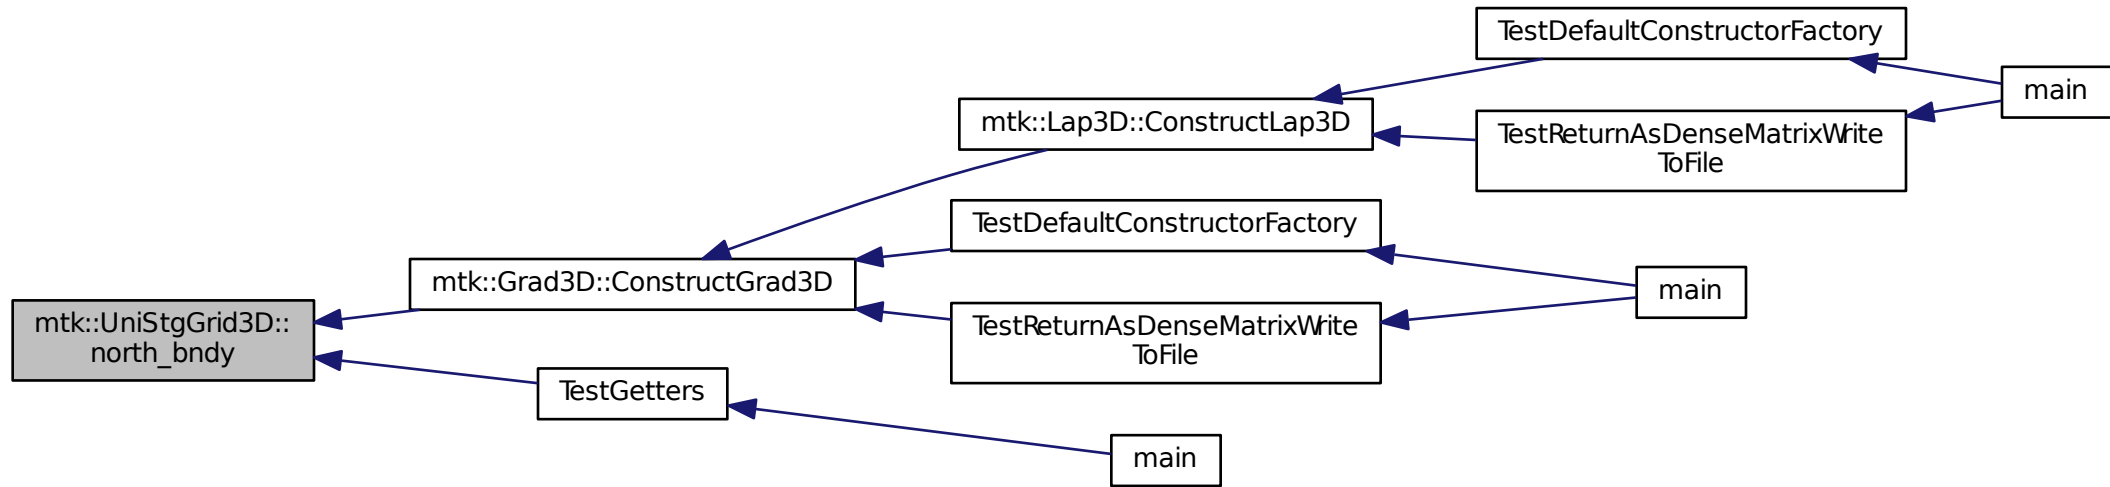 TestDefaultConstructorFactory
main
mtk::Lap3D::ConstructLap3D
TestReturnAsDenseMatrixWrite
ToFile
TestDefaultConstructorFactory
mtk::Grad3D::ConstructGrad3D
main
mtk::UniStgGrid3D::
north_bndy
TestReturnAsDenseMatrixWrite
ToFile
TestGetters
main